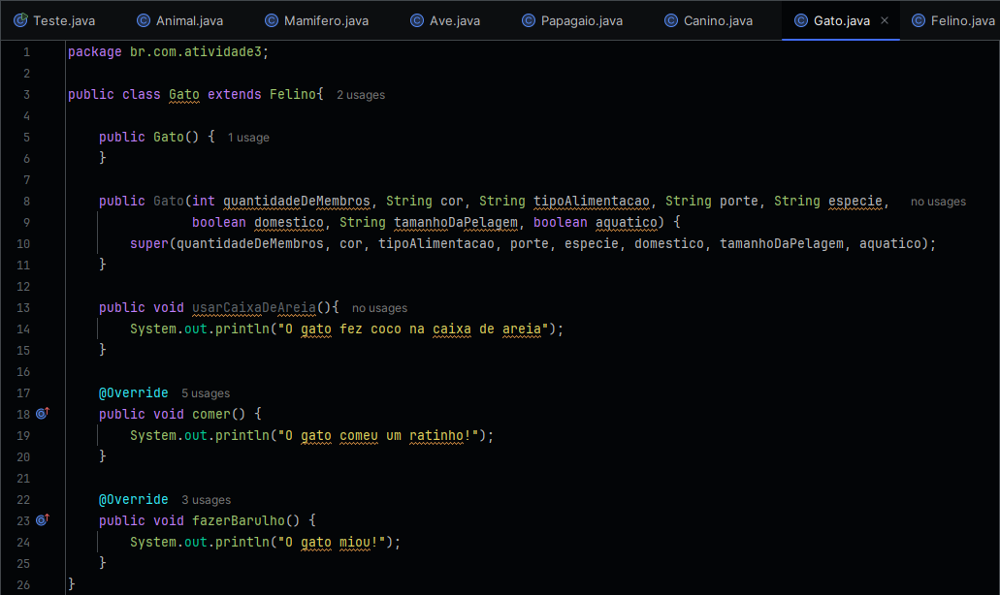 Teste.java Animal.java Mamifero.java Ave.java Papagaio.java Canino.java Gato.java × Felino.java
1 package br.com.atividade3;
2
3 public class Gato extends Felino{ 2 usages
4
5 public Gato() { 1 usage
6 }
7
8 public Gato(int quantidadeDeMembros, String cor, String tipoAlimentacao, String porte, String especie, no usages
9 boolean domestico, String tamanhoDaPelagem, boolean aquatico) {
10 super(quantidadeDeMembros, cor, tipoAlimentacao, porte, especie, domestico, tamanhoDaPelagem, aquatico);
11 }
12
13 public void usarCaixaDeAreia(){ no usages
14 System.out.println("O gato fez coco na caixa de areia");
15 }
16
17 @Override 5 usages
18 public void comer() {
19 System.out.println("O gato comeu um ratinho!");
20 }
21
22 @Override 3 usages
23 public void fazerBarulho() {
24 System.out.println("O gato miou!");
25 }
26 }